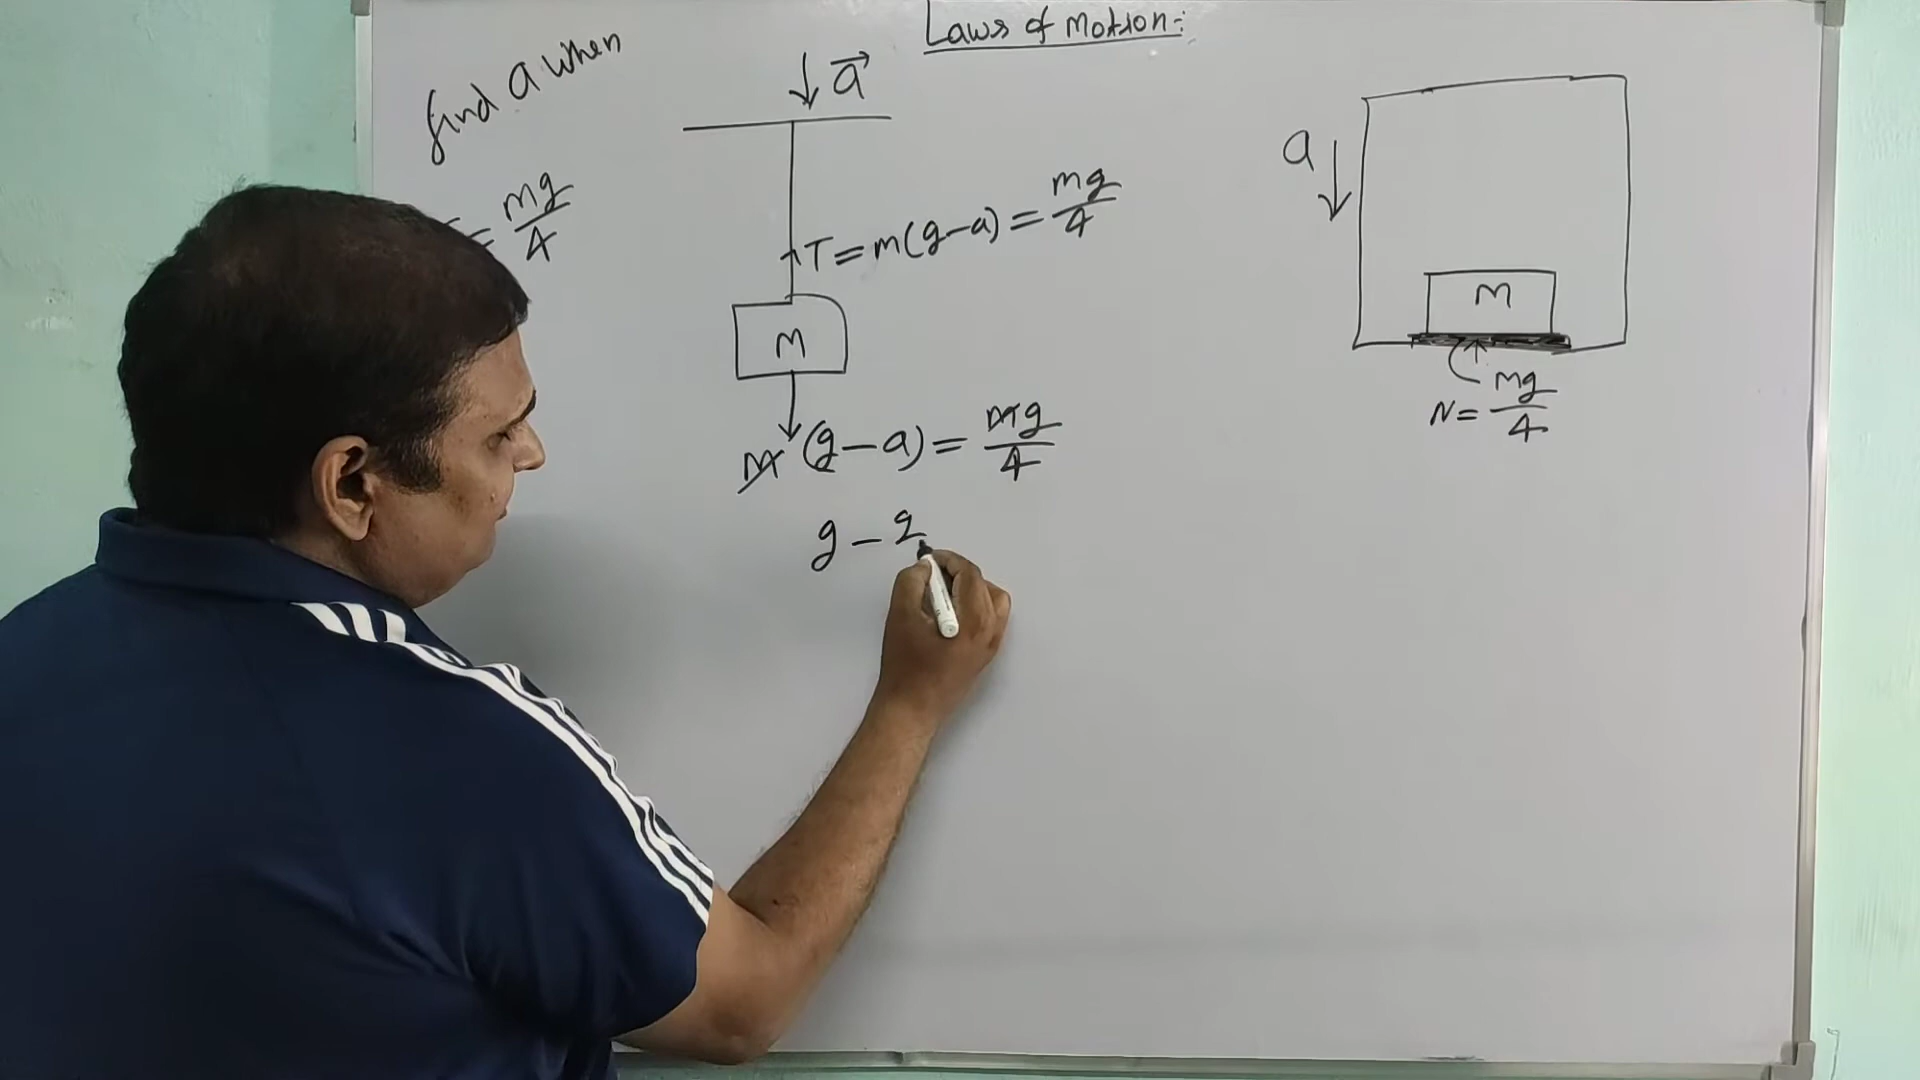 Laws of Motion:-
find a when
= mg/4
↓ a⃗
T = m(g-a) = mg/4
M
m(g-a) = mg/4
g - g
a ↓
M
N = mg/4